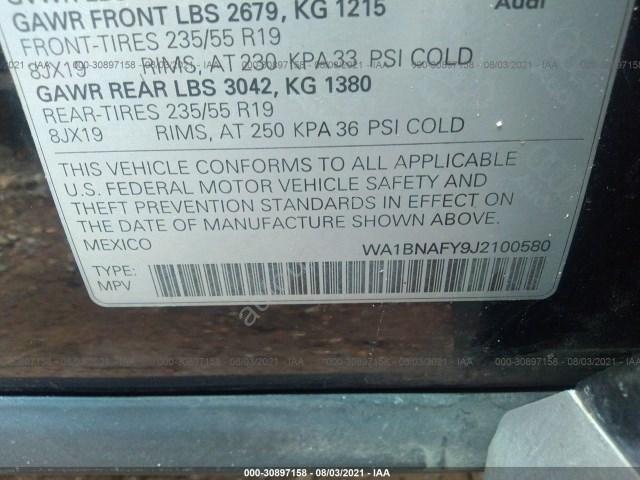 GAWR FRONT LBS 2679, KG 1215
Audi
FRONT-TIRES 235/55 R19
8JX19 RIMS, AT 230 KPA 33 PSI COLD
GAWR REAR LBS 3042, KG 1380
REAR-TIRES 235/55 R19
8JX19 RIMS, AT 250 KPA 36 PSI COLD
THIS VEHICLE CONFORMS TO ALL APPLICABLE
U.S. FEDERAL MOTOR VEHICLE SAFETY AND
THEFT PREVENTION STANDARDS IN EFFECT ON
THE DATE OF MANUFACTURE SHOWN ABOVE.
MEXICO WA1BNAFY9J2100580
TYPE:
MPV
000-30897158 - 08/03/2021 - IAA